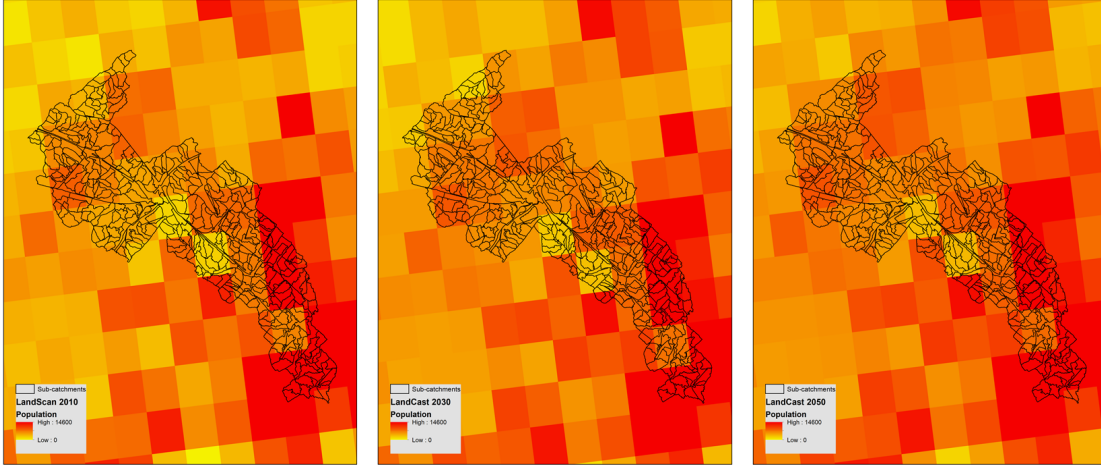 Sub-catchments
LandScan 2010
Population
High : 14600
Low : 0
Sub-catchments
LandCast 2030
Population
High : 14600
Low : 0
Sub-catchments
LandCast 2050
Population
High : 14600
Low : 0